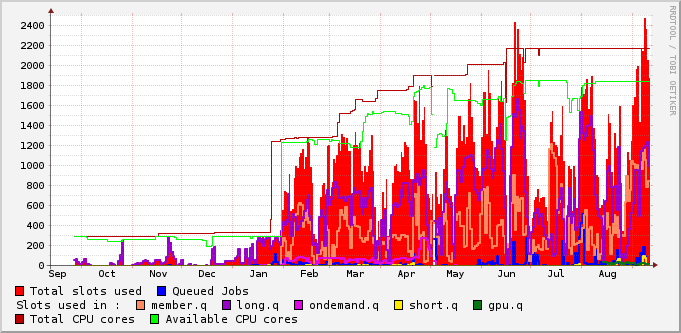 RRDTOOL / TOBI OETIKER
2400
2200
2000
1800
1600
1400
1200
1000
800
600
400
200
0
Sep Oct Nov Dec Jan Feb Mar Apr May Jun Jul Aug
Total slots used Queued Jobs
Slots used in : member.q long.q ondemand.q short.q gpu.q
Total CPU cores Available CPU cores